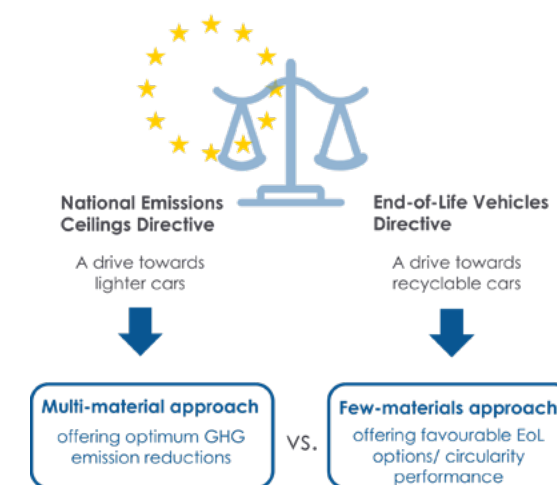 National Emissions
Ceilings Directive
A drive towards
lighter cars
Multi-material approach
offering optimum GHG
emission reductions
vs.
End-of-Life Vehicles
Directive
A drive towards
recyclable cars
Few-materials approach
offering favourable EoL
options/ circularity
performance